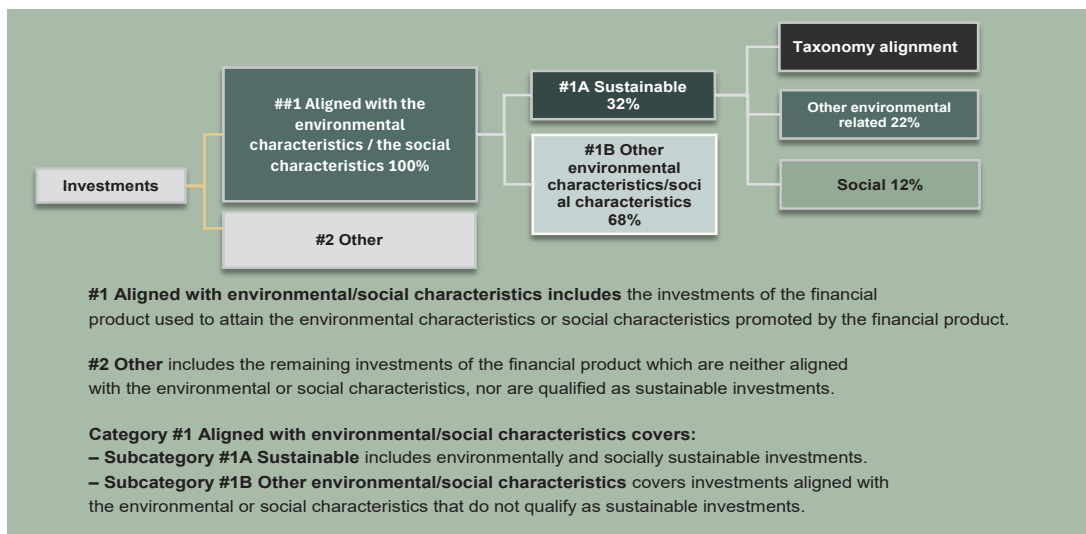 Investments
##1 Aligned with the
environmental
characteristics / the social
characteristics 100%
#2 Other
#1A Sustainable
32%
#1B Other
environmental
characteristics/soci
al characteristics
68%
Taxonomy alignment
Other environmental
related 22%
Social 12%
#1 Aligned with environmental/social characteristics includes the investments of the financial
product used to attain the environmental characteristics or social characteristics promoted by the financial product.
#2 Other includes the remaining investments of the financial product which are neither aligned
with the environmental or social characteristics, nor are qualified as sustainable investments.
Category #1 Aligned with environmental/social characteristics covers:
– Subcategory #1A Sustainable includes environmentally and socially sustainable investments.
– Subcategory #1B Other environmental/social characteristics covers investments aligned with
the environmental or social characteristics that do not qualify as sustainable investments.